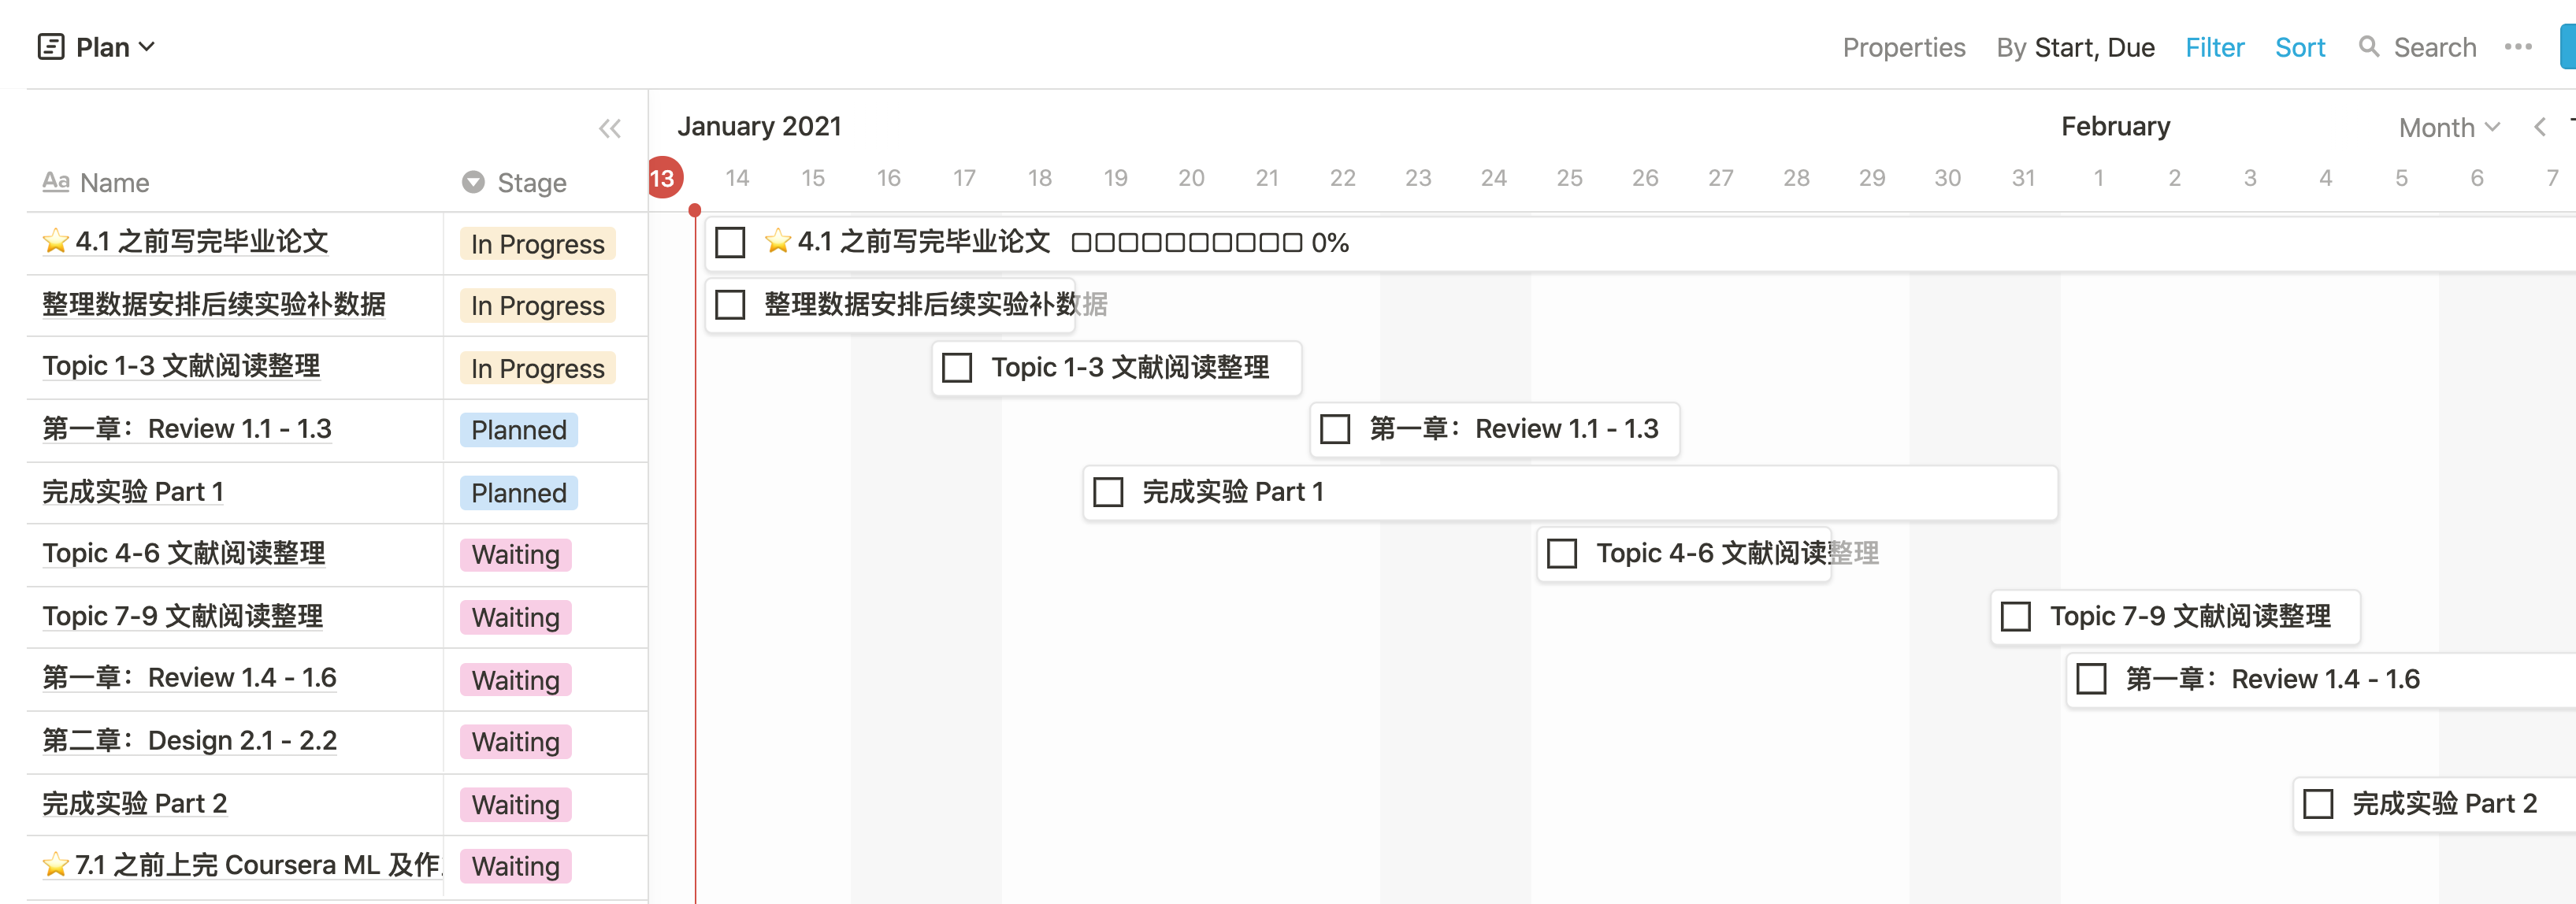 Plan
Properties By Start, Due Filter Sort Search
January 2021 February Month
Aa Name Stage
13 14 15 16 17 18 19 20 21 22 23 24 25 26 27 28 29 30 31 1 2 3 4 5 6 7
⭐4.1 之前写完毕业论文 In Progress ⭐4.1 之前写完毕业论文 0%
整理数据安排后续实验补数据 In Progress 整理数据安排后续实验补数据
Topic 1-3 文献阅读整理 In Progress Topic 1-3 文献阅读整理
第一章：Review 1.1 - 1.3 Planned 第一章：Review 1.1 - 1.3
完成实验 Part 1 Planned 完成实验 Part 1
Topic 4-6 文献阅读整理 Waiting Topic 4-6 文献阅读整理
Topic 7-9 文献阅读整理 Waiting Topic 7-9 文献阅读整理
第一章：Review 1.4 - 1.6 Waiting 第一章：Review 1.4 - 1.6
第二章：Design 2.1 - 2.2 Waiting
完成实验 Part 2 Waiting 完成实验 Part 2
⭐7.1 之前上完 Coursera ML 及作 Waiting